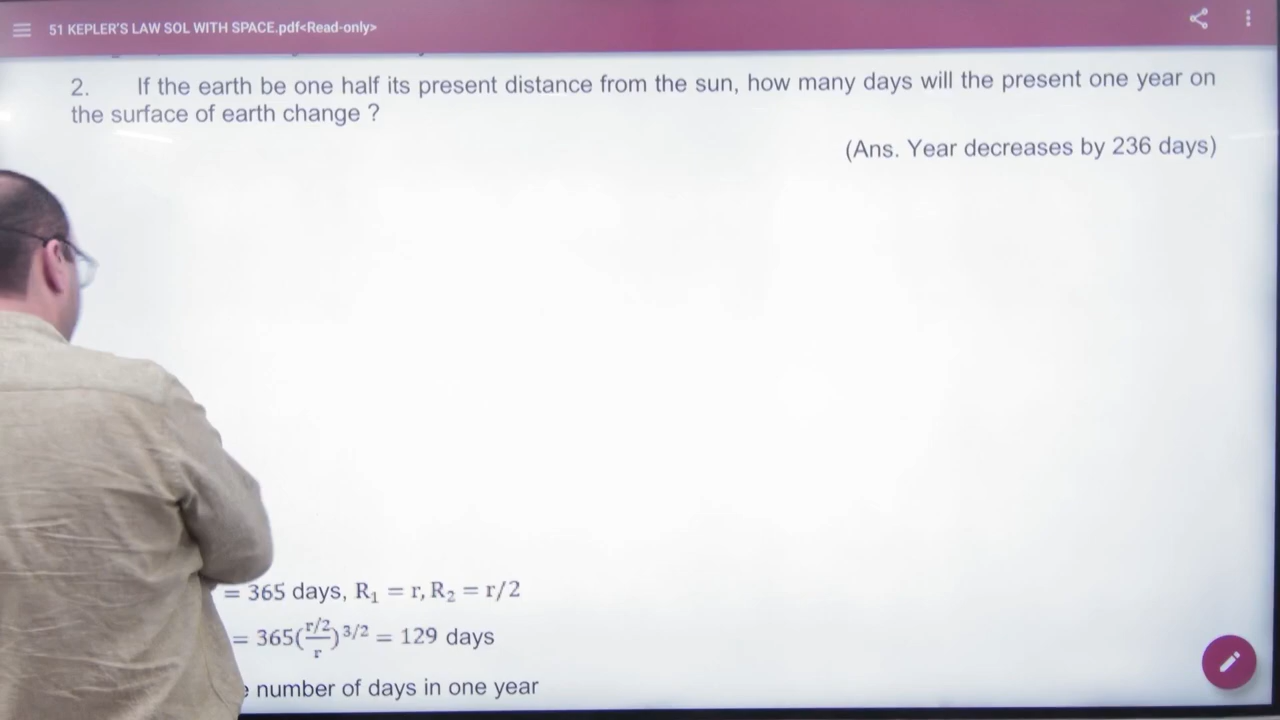 51 KEPLER'S LAW SOL WITH SPACE.pdf<Read-only>
2. If the earth be one half its present distance from the sun, how many days will the present one year on
the surface of earth change ?
(Ans. Year decreases by 236 days)
= 365 days, R₁ = r, R₂ = r/2
= 365(\frac{r/2}{r})^{3/2} = 129 days
number of days in one year